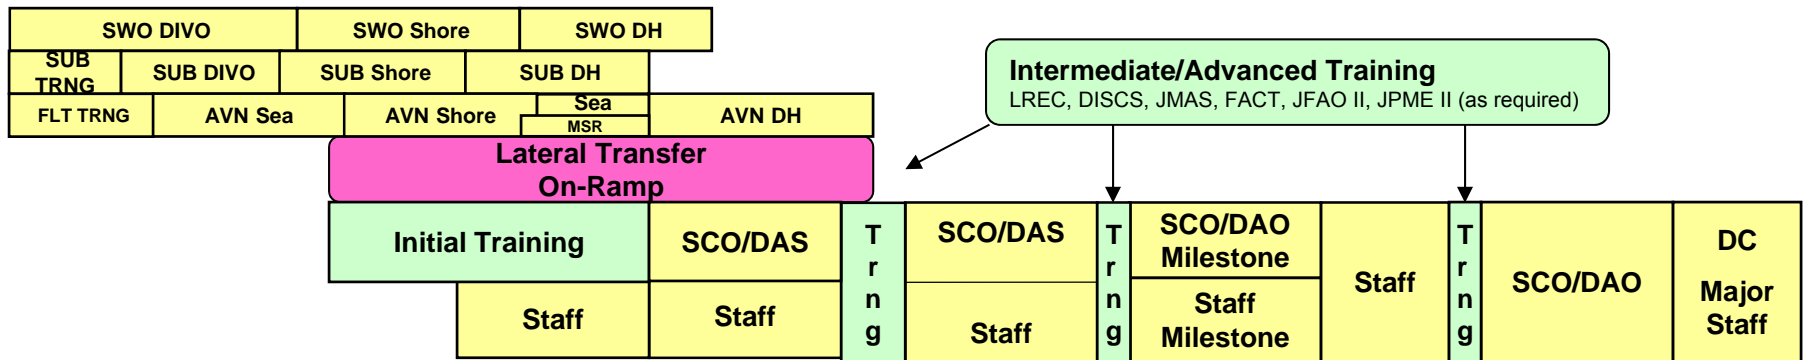 SWO DIVO
SWO Shore
SWO DH
SUB
TRNG
SUB DIVO
SUB Shore
SUB DH
FLT TRNG
AVN Sea
AVN Shore
Sea
MSR
AVN DH
Intermediate/Advanced Training
LREC, DISCS, JMAS, FACT, JFAO II, JPME II (as required)
Lateral Transfer
On-Ramp
Initial Training
SCO/DAS
Staff
Staff
T
r
n
g
SCO/DAS
Staff
T
r
n
g
SCO/DAO
Milestone
Staff
Milestone
Staff
T
r
n
g
SCO/DAO
DC
Major
Staff